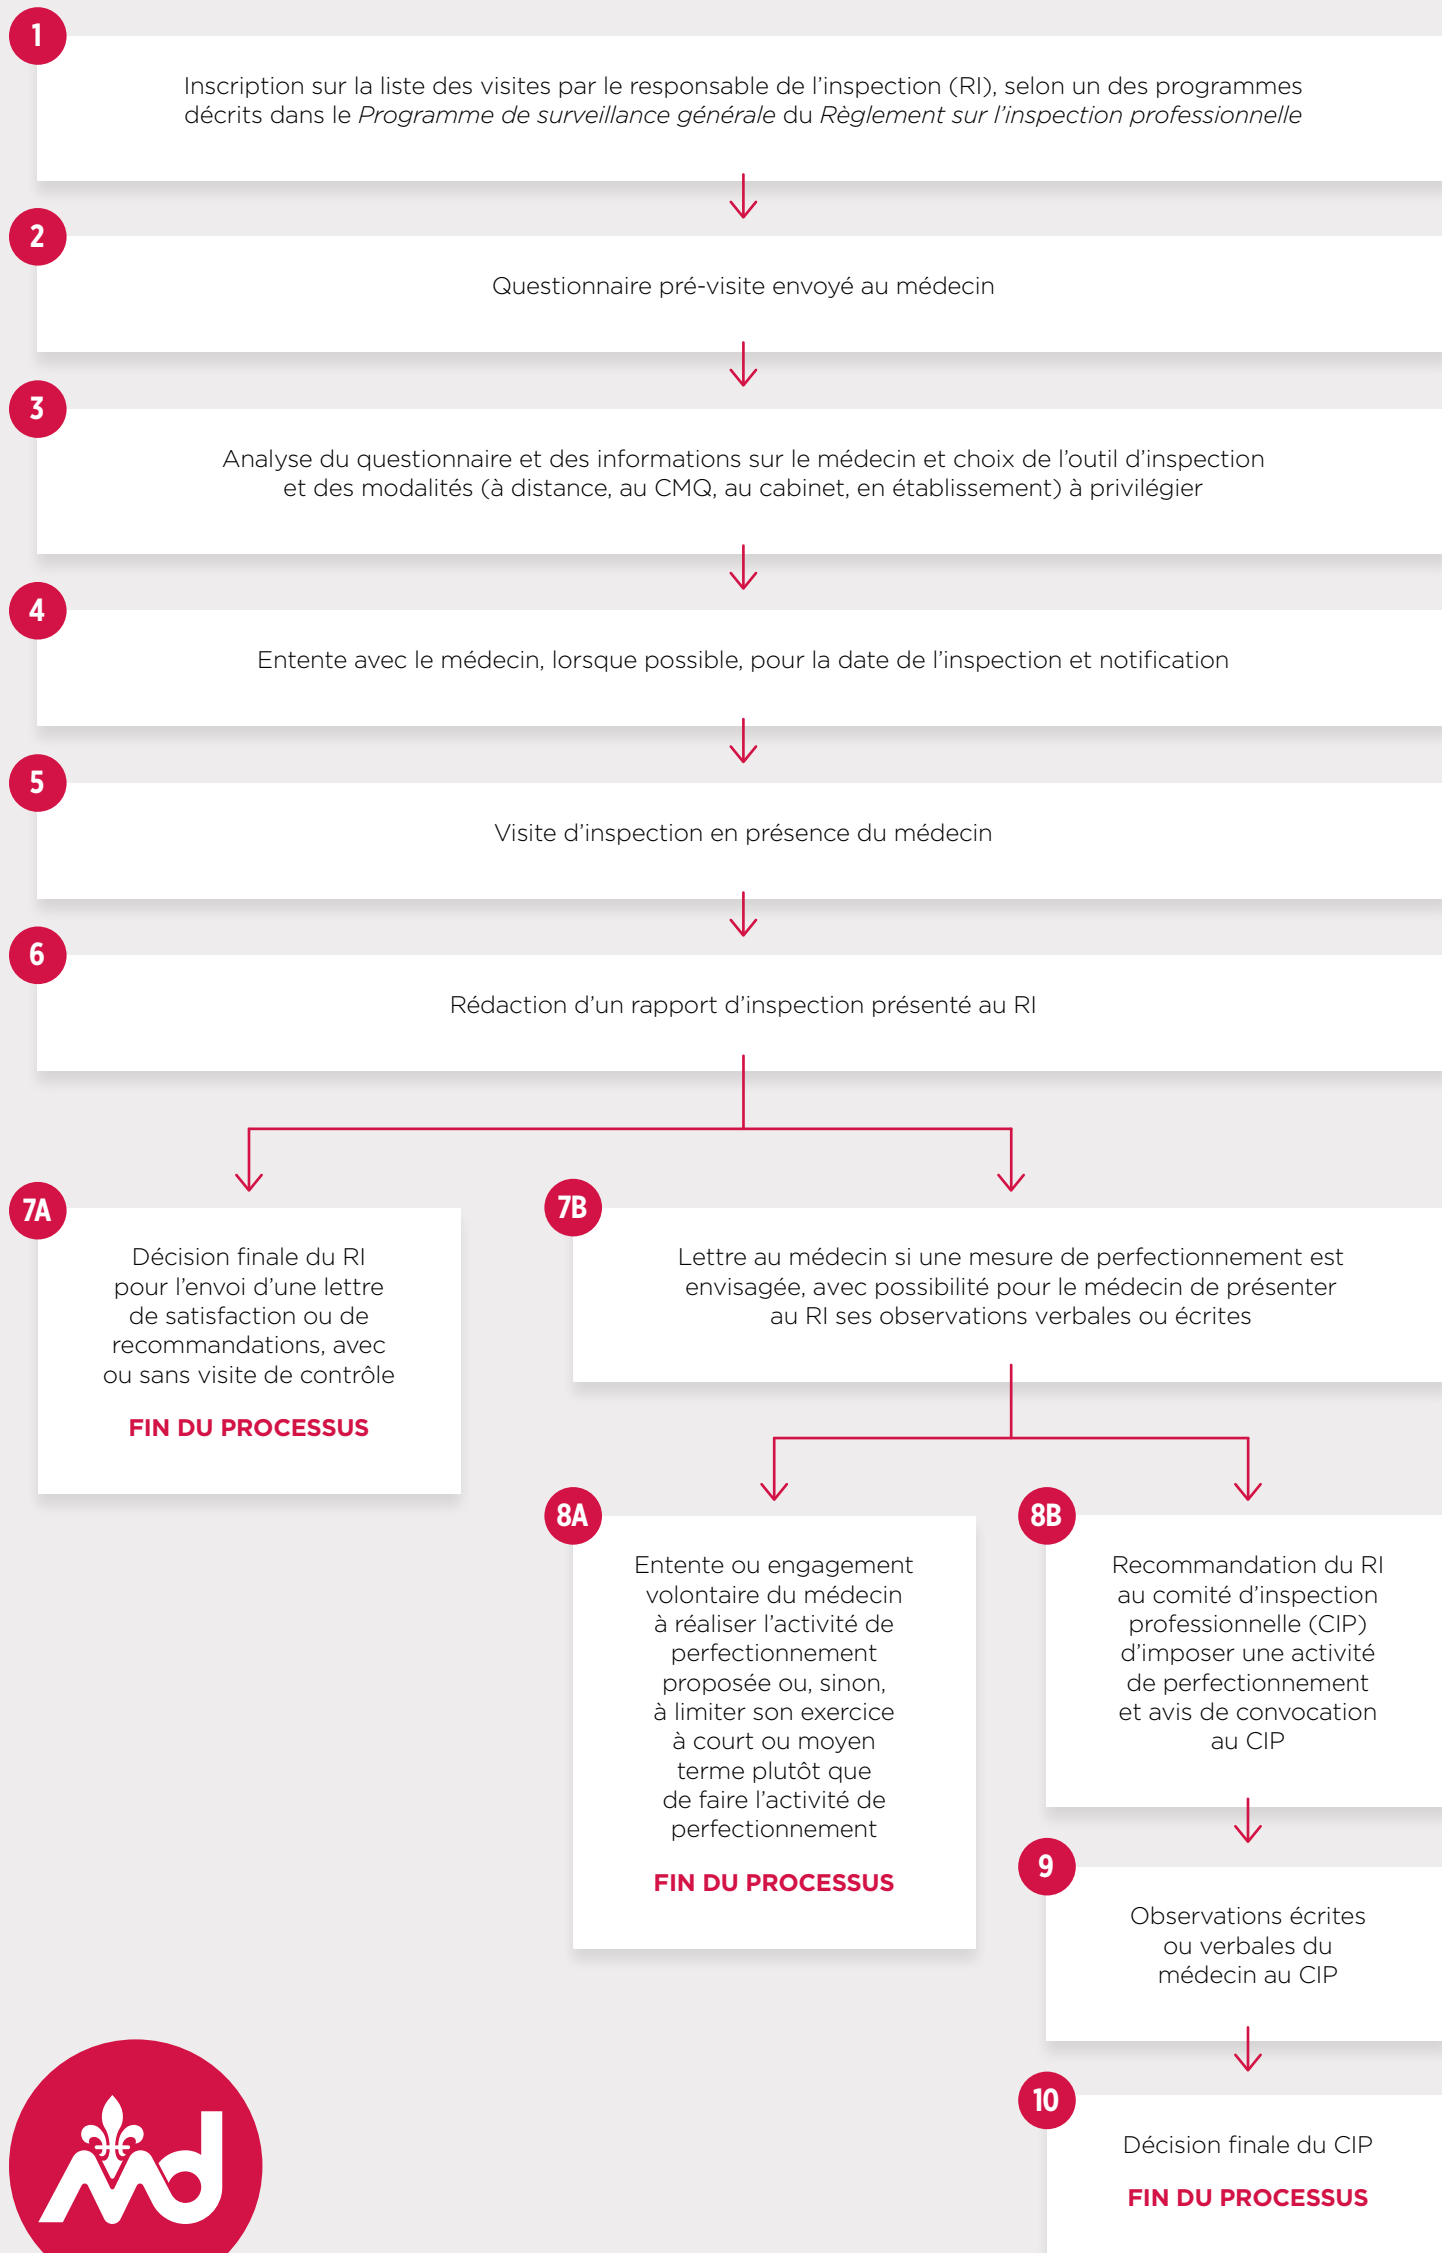 1
Inscription sur la liste des visites par le responsable de l’inspection (RI), selon un des programmes
décrits dans le Programme de surveillance générale du Règlement sur l’inspection professionnelle
2
Questionnaire pré-visite envoyé au médecin
3
Analyse du questionnaire et des informations sur le médecin et choix de l’outil d’inspection
et des modalités (à distance, au CMQ, au cabinet, en établissement) à privilégier
4
Entente avec le médecin, lorsque possible, pour la date de l’inspection et notification
5
Visite d’inspection en présence du médecin
6
Rédaction d’un rapport d’inspection présenté au RI
7A
Décision finale du RI
pour l’envoi d’une lettre
de satisfaction ou de
recommandations, avec
ou sans visite de contrôle
FIN DU PROCESSUS
7B
Lettre au médecin si une mesure de perfectionnement est
envisagée, avec possibilité pour le médecin de présenter
au RI ses observations verbales ou écrites
8A
Entente ou engagement
volontaire du médecin
à réaliser l’activité de
perfectionnement
proposée ou, sinon,
à limiter son exercice
à court ou moyen
terme plutôt que
de faire l’activité de
perfectionnement
FIN DU PROCESSUS
8B
Recommandation du RI
au comité d’inspection
professionnelle (CIP)
d’imposer une activité
de perfectionnement
et avis de convocation
au CIP
9
Observations écrites
ou verbales du
médecin au CIP
10
Décision finale du CIP
FIN DU PROCESSUS
md